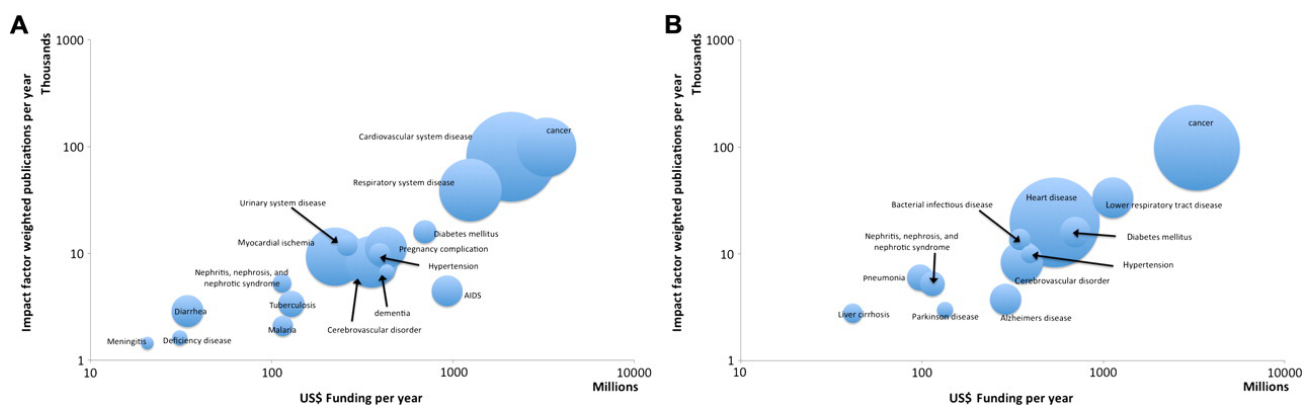 A
Impact factor weighted publications per year
Thousands
1000
100
10
1
Cardiovascular system disease
cancer
Respiratory system disease
Urinary system disease
Diabetes mellitus
Myocardial ischemia
Pregnancy complication
Hypertension
Nephritis, nephrosis, and
nephrotic syndrome
AIDS
Tuberculosis
Diarrhea
dementia
Cerebrovascular disorder
Malaria
Meningitis
Deficiency disease
10
100
1000
10000
Millions
US$ Funding per year
B
Impact factor weighted publications per year
Thousands
1000
100
10
1
cancer
Heart disease
Lower respiratory tract disease
Bacterial infectious disease
Diabetes mellitus
Nephritis, nephrosis, and
nephrotic syndrome
Hypertension
Pneumonia
Cerebrovascular disorder
Liver cirrhosis
Parkinson disease
Alzheimers disease
10
100
1000
10000
Millions
US$ Funding per year